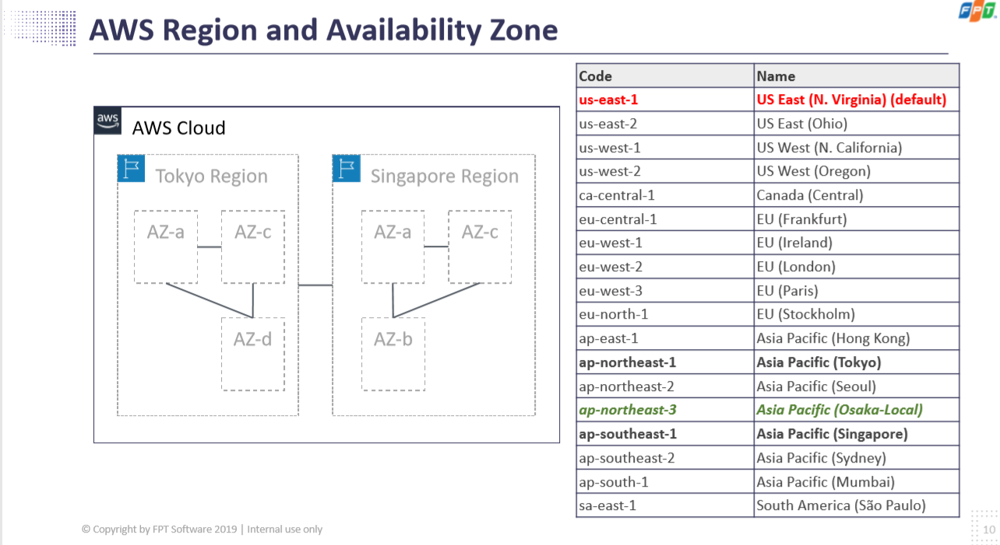 FPT
AWS Region and Availability Zone
aws
AWS Cloud
Tokyo Region
AZ-a
AZ-c
AZ-d
Singapore Region
AZ-a
AZ-c
AZ-b
Code Name
us-east-1 US East (N. Virginia) (default)
us-east-2 US East (Ohio)
us-west-1 US West (N. California)
us-west-2 US West (Oregon)
ca-central-1 Canada (Central)
eu-central-1 EU (Frankfurt)
eu-west-1 EU (Ireland)
eu-west-2 EU (London)
eu-west-3 EU (Paris)
eu-north-1 EU (Stockholm)
ap-east-1 Asia Pacific (Hong Kong)
ap-northeast-1 Asia Pacific (Tokyo)
ap-northeast-2 Asia Pacific (Seoul)
ap-northeast-3 Asia Pacific (Osaka-Local)
ap-southeast-1 Asia Pacific (Singapore)
ap-southeast-2 Asia Pacific (Sydney)
ap-south-1 Asia Pacific (Mumbai)
sa-east-1 South America (São Paulo)
© Copyright by FPT Software 2019 | Internal use only
10